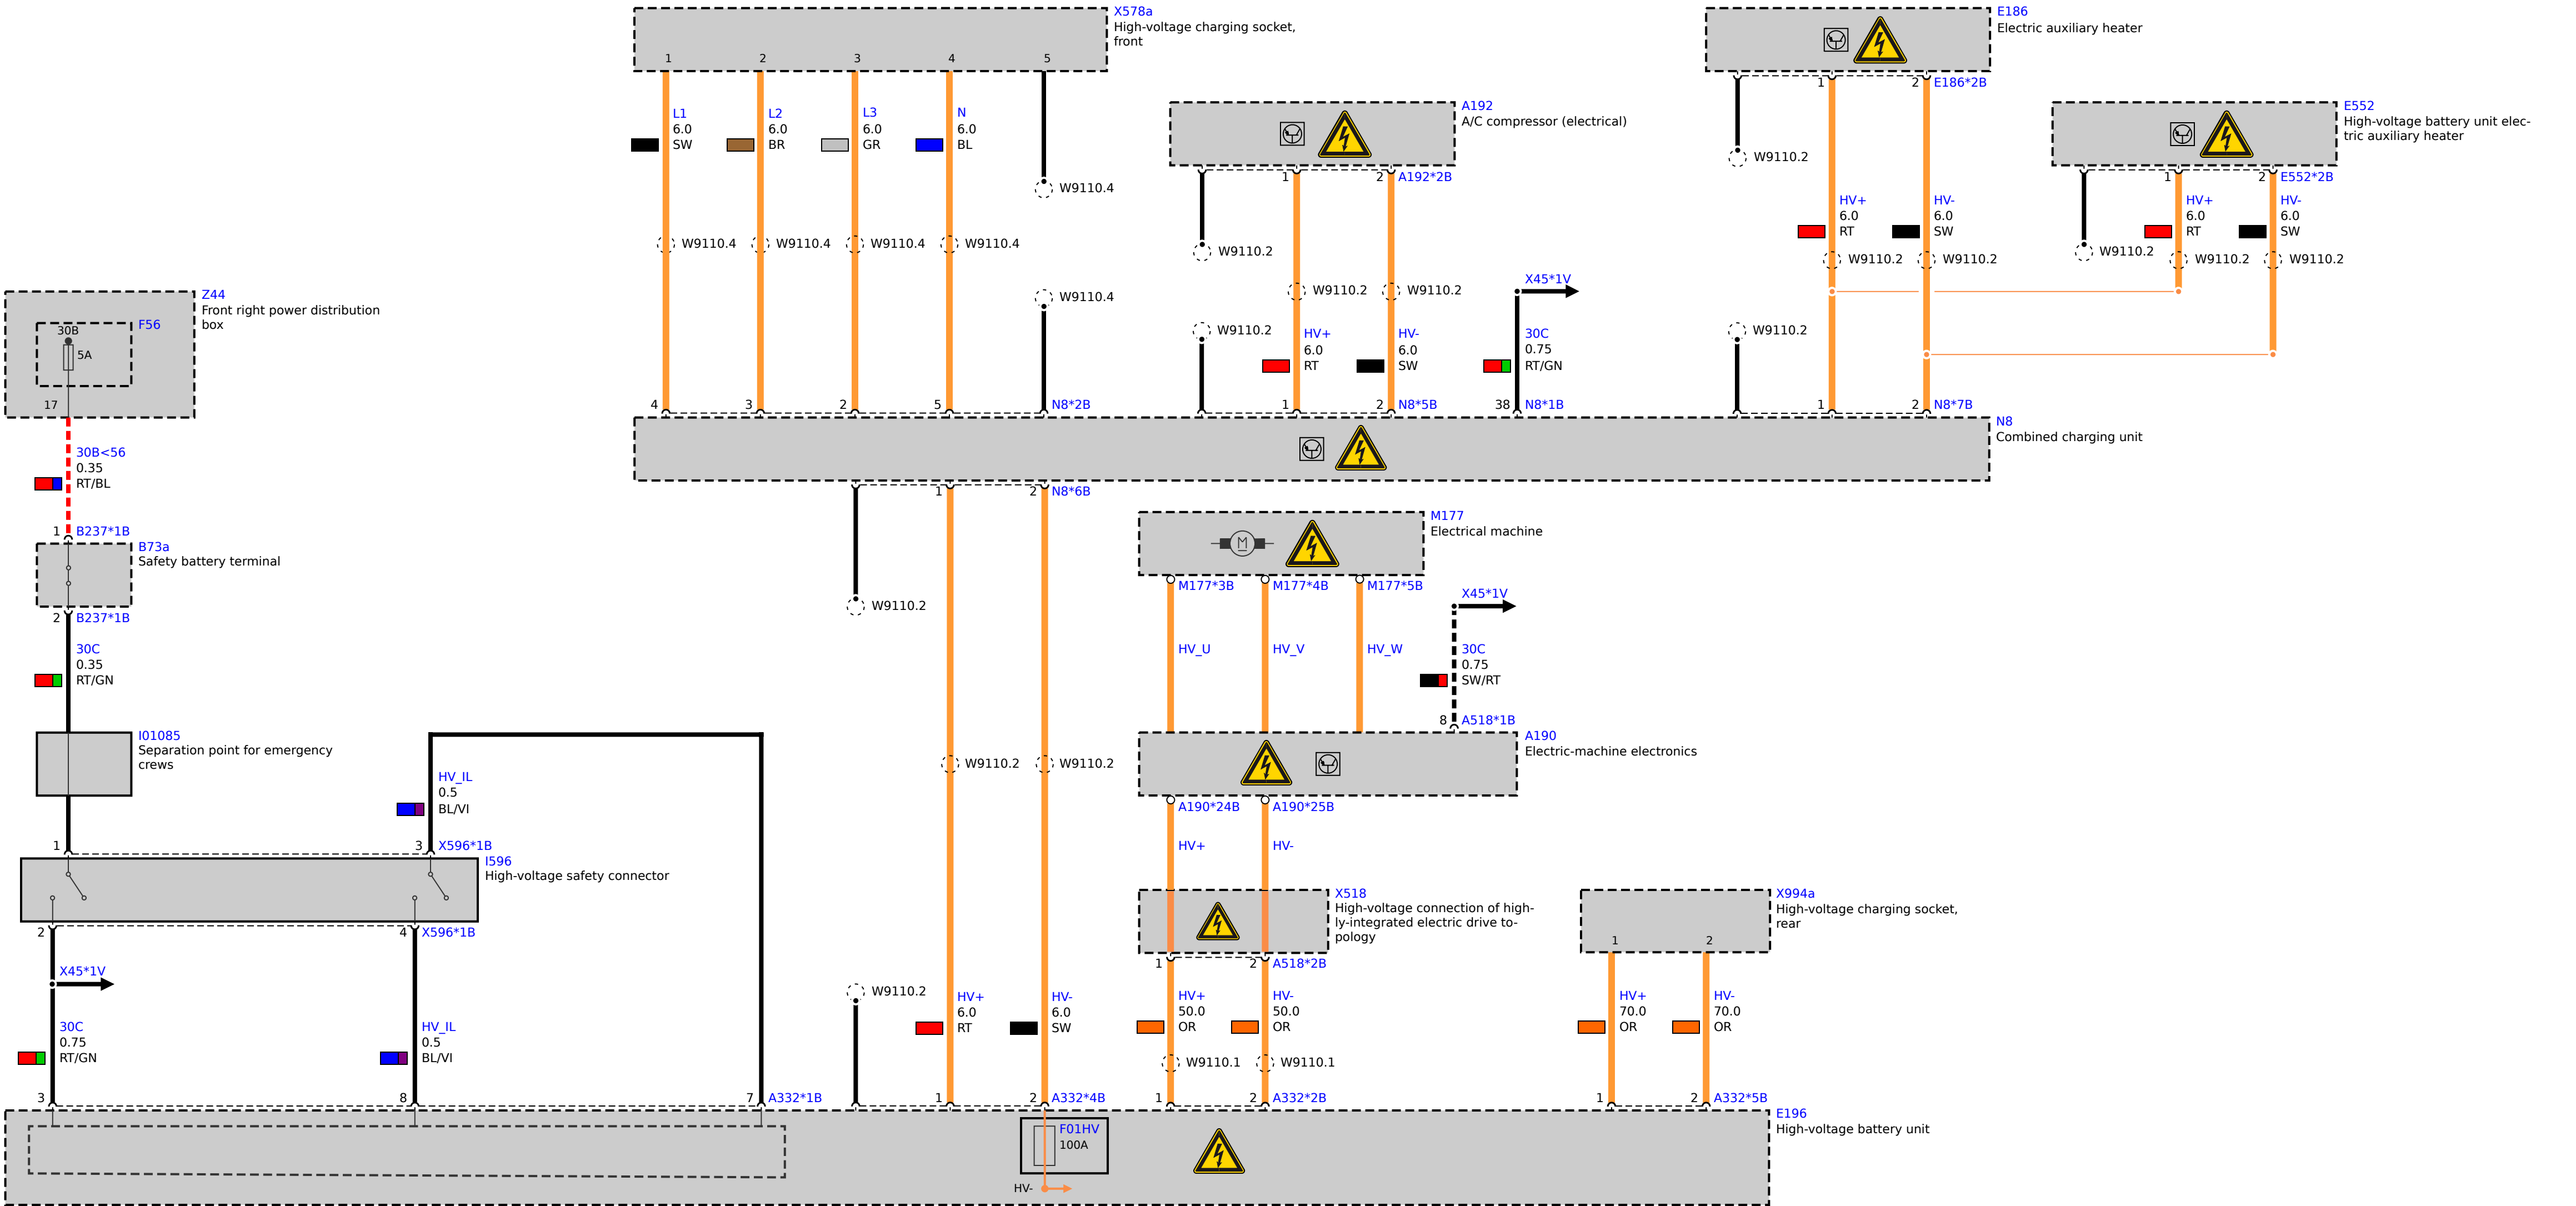 X578a
High-voltage charging socket,
front
1 2 3 4 5
E186
Electric auxiliary heater
1 2 E186*2B
A192
A/C compressor (electrical)
E552
High-voltage battery unit elec-
tric auxiliary heater
L1
6.0
SW
L2
6.0
BR
L3
6.0
GR
N
6.0
BL
W9110.4
W9110.2
1 2 A192*2B
1 2 E552*2B
HV+
6.0
RT
HV-
6.0
SW
HV+
6.0
RT
HV-
6.0
SW
W9110.4 W9110.4 W9110.4 W9110.4
W9110.2
W9110.2 W9110.2
W9110.2 W9110.2 W9110.2
W9110.4
W9110.2 W9110.2
X45*1V
Z44
Front right power distribution
box
F56
30B
5A
17
W9110.2
HV+
6.0
RT
HV-
6.0
SW
30C
0.75
RT/GN
W9110.2
4 3 2 5 N8*2B
1 2 N8*5B
38 N8*1B
1 2 N8*7B
N8
Combined charging unit
30B<56
0.35
RT/BL
1 2 N8*6B
1 B237*1B
B73a
Safety battery terminal
2 B237*1B
M177
Electrical machine
M
M177*3B M177*4B M177*5B
W9110.2
X45*1V
30C
0.35
RT/GN
HV_U HV_V HV_W
30C
0.75
SW/RT
8 A518*1B
I01085
Separation point for emergency
crews
A190
Electric-machine electronics
HV_IL
0.5
BL/VI
W9110.2 W9110.2
A190*24B A190*25B
1 3 X596*1B
I596
High-voltage safety connector
HV+ HV-
X518
High-voltage connection of high-
ly-integrated electric drive to-
pology
X994a
High-voltage charging socket,
rear
1 2
2 4 X596*1B
1 2 A518*2B
X45*1V
W9110.2
HV+
6.0
RT
HV-
6.0
SW
HV+
50.0
OR
HV-
50.0
OR
HV+
70.0
OR
HV-
70.0
OR
30C
0.75
RT/GN
HV_IL
0.5
BL/VI
W9110.1 W9110.1
3 8 7 A332*1B
1 2 A332*4B
1 2 A332*2B
1 2 A332*5B
E196
High-voltage battery unit
F01HV
100A
HV-